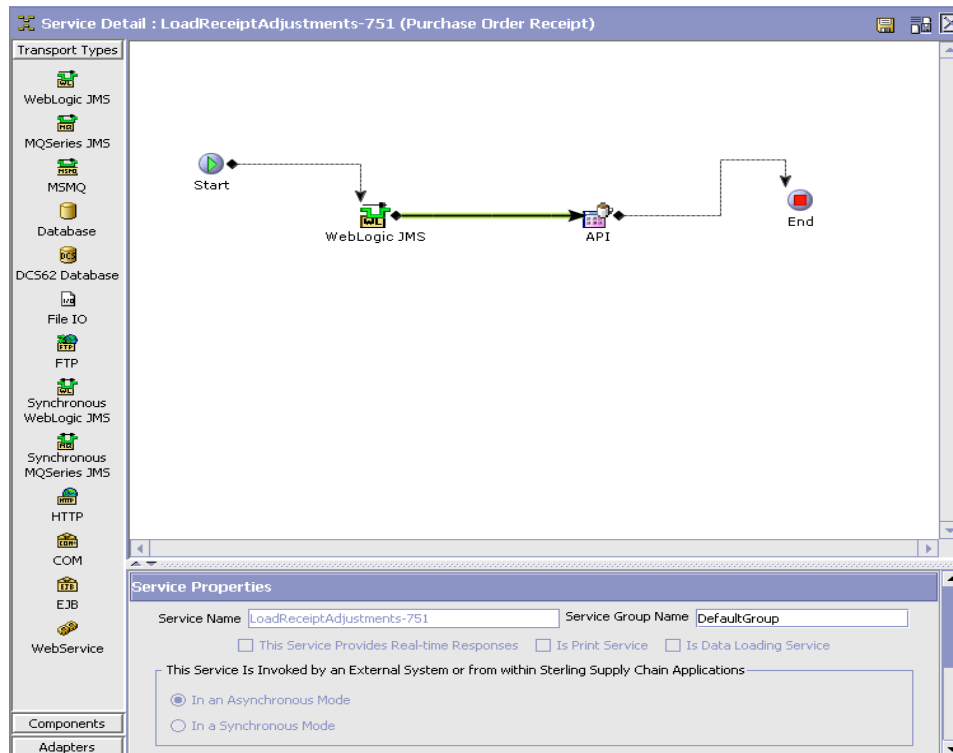 Service Detail : LoadReceiptAdjustments-751 (Purchase Order Receipt)
Transport Types
WebLogic JMS
MQSeries JMS
MSMQ
Database
DCS62 Database
File IO
FTP
Synchronous
WebLogic JMS
Synchronous
MQSeries JMS
HTTP
COM
EJB
WebService
Components
Adapters
Start
WebLogic JMS
API
End
Service Properties
Service Name LoadReceiptAdjustments-751 Service Group Name DefaultGroup
This Service Provides Real-time Responses Is Print Service Is Data Loading Service
This Service Is Invoked by an External System or from within Sterling Supply Chain Applications
In an Asynchronous Mode
In a Synchronous Mode